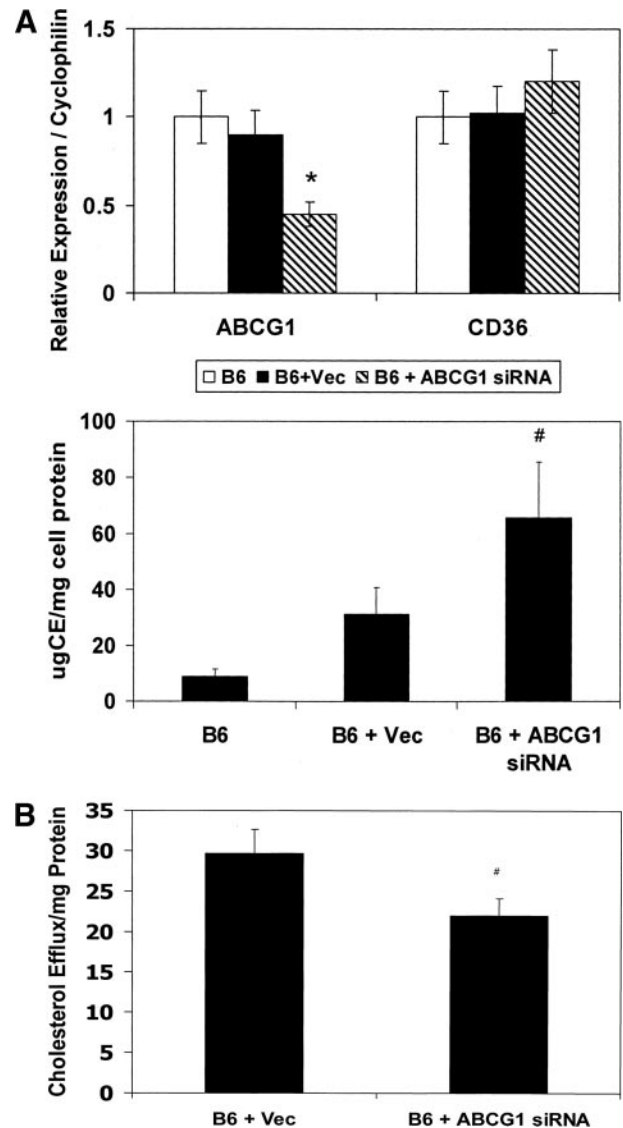 A
Relative Expression / Cyclophilin
1.5
1
0.5
0
*
ABCG1 CD36
B6 B6+Vec B6 + ABCG1 siRNA
ugCE/mg cell protein
100
80
60
40
20
0
#
B6 B6 + Vec B6 + ABCG1
siRNA
B
Cholesterol Efflux/mg Protein
35
30
25
20
15
10
5
0
#
B6 + Vec B6 + ABCG1 siRNA